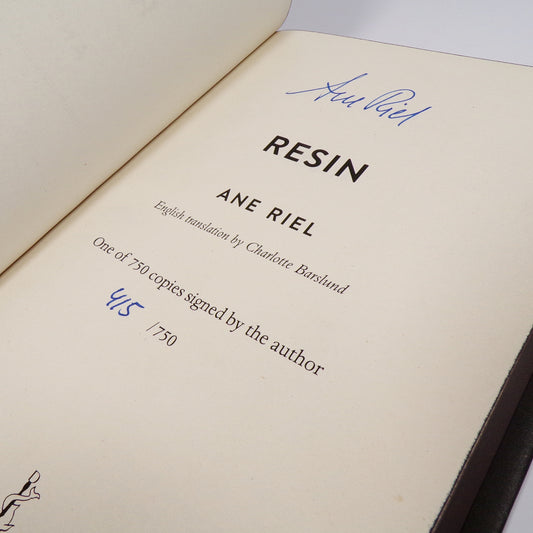 Ane Riel
RESIN
ANE RIEL
English translation by Charlotte Barslund
One of 750 copies signed by the author
415 /750